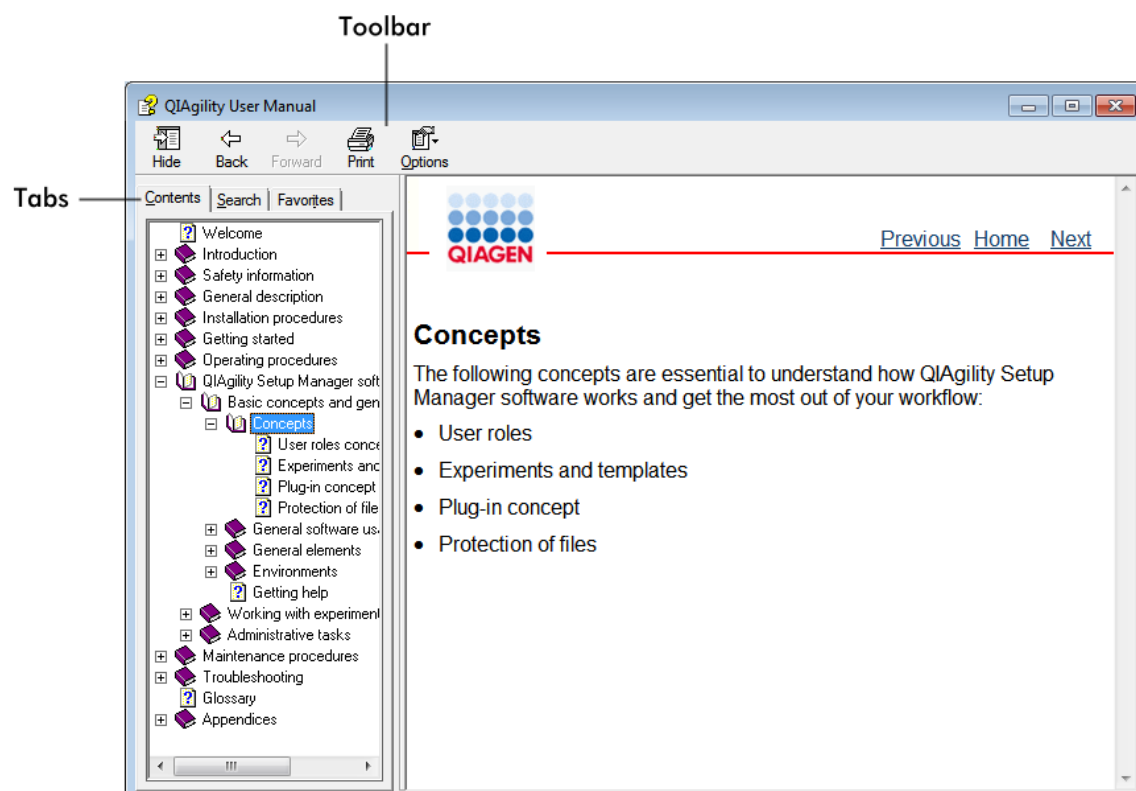 Toolbar
QIAgility User Manual
Hide Back Forward Print Options
Tabs
Contents Search Favorites
Welcome
Introduction
Safety information
General description
Installation procedures
Getting started
Operating procedures
QIAgility Setup Manager soft
Basic concepts and gen
Concepts
User roles conce
Experiments and
Plug-in concept
Protection of file
General software us
General elements
Environments
Getting help
Working with experiment
Administrative tasks
Maintenance procedures
Troubleshooting
Glossary
Appendices
QIAGEN
Previous Home Next
Concepts
The following concepts are essential to understand how QIAgility Setup
Manager software works and get the most out of your workflow:
• User roles
• Experiments and templates
• Plug-in concept
• Protection of files